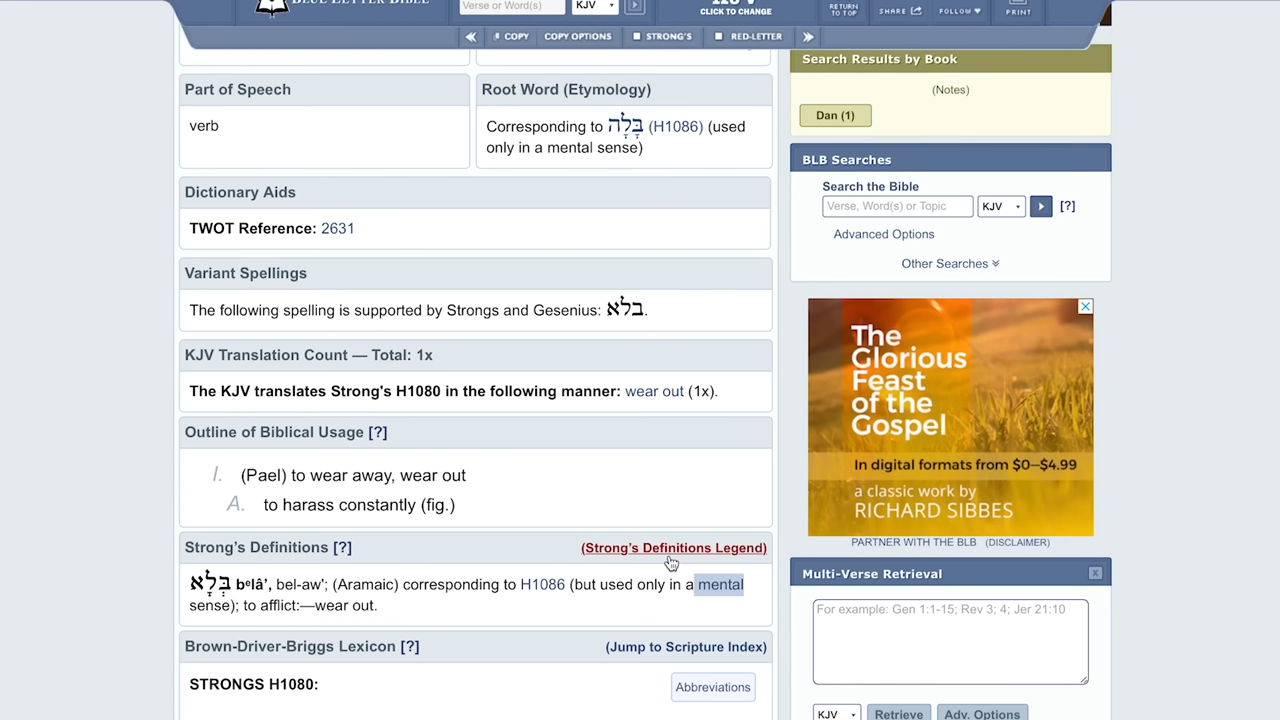 BLUE LETTER BIBLE
Verse or Word(s)
KJV
CLICK TO CHANGE
RETURN
TO TOP
SHARE
FOLLOW
PRINT
COPY
COPY OPTIONS
STRONG'S
RED-LETTER
Part of Speech
verb
Root Word (Etymology)
Corresponding to בָּלָה (H1086) (used
only in a mental sense)
Dictionary Aids
TWOT Reference: 2631
Variant Spellings
The following spelling is supported by Strongs and Gesenius: בלא.
KJV Translation Count — Total: 1x
The KJV translates Strong's H1080 in the following manner: wear out (1x).
Outline of Biblical Usage [?]
I. (Pael) to wear away, wear out
A. to harass constantly (fig.)
Strong’s Definitions [?]
(Strong’s Definitions Legend)
בְּלָא bᵉlâʼ, bel-aw'; (Aramaic) corresponding to H1086 (but used only in a mental
sense); to afflict:—wear out.
Brown-Driver-Briggs Lexicon [?]
(Jump to Scripture Index)
STRONGS H1080:
Abbreviations
Search Results by Book
(Notes)
Dan (1)
BLB Searches
Search the Bible
Verse, Word(s) or Topic
KJV
[?]
Advanced Options
Other Searches
The
Glorious
Feast
of the
Gospel
In digital formats from $0–$4.99
a classic work by
RICHARD SIBBES
PARTNER WITH THE BLB (DISCLAIMER)
Multi-Verse Retrieval
x
For example: Gen 1:1-15; Rev 3; 4; Jer 21:10
KJV
Retrieve
Adv. Options